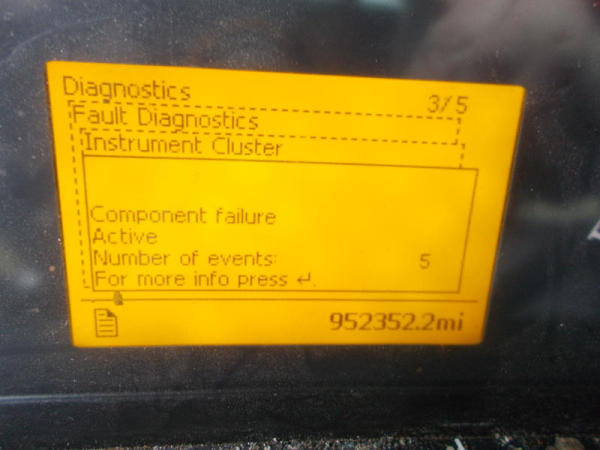 Diagnostics
3/5
Fault Diagnostics
Instrument Cluster
Component failure
Active
Number of events: 5
For more info press ↵.
952352.2mi